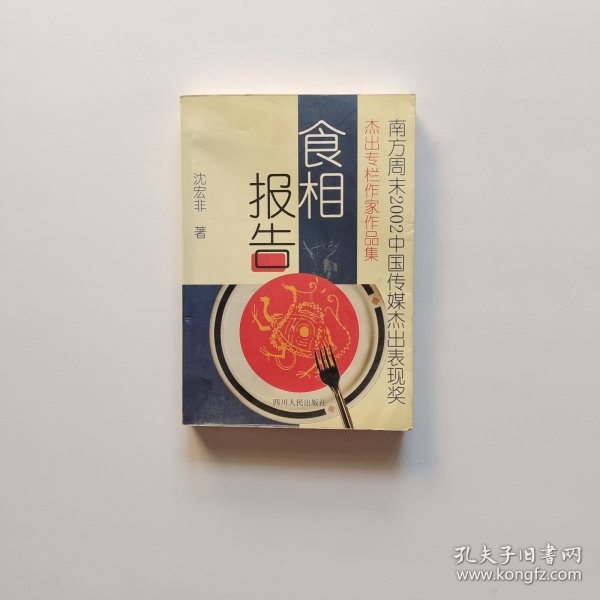 南方周末2002中国传媒杰出表现奖
杰出专栏作家作品集
食相
报告
沈宏非 著
四川人民出版社
孔夫子旧书网
www.kongfz.com